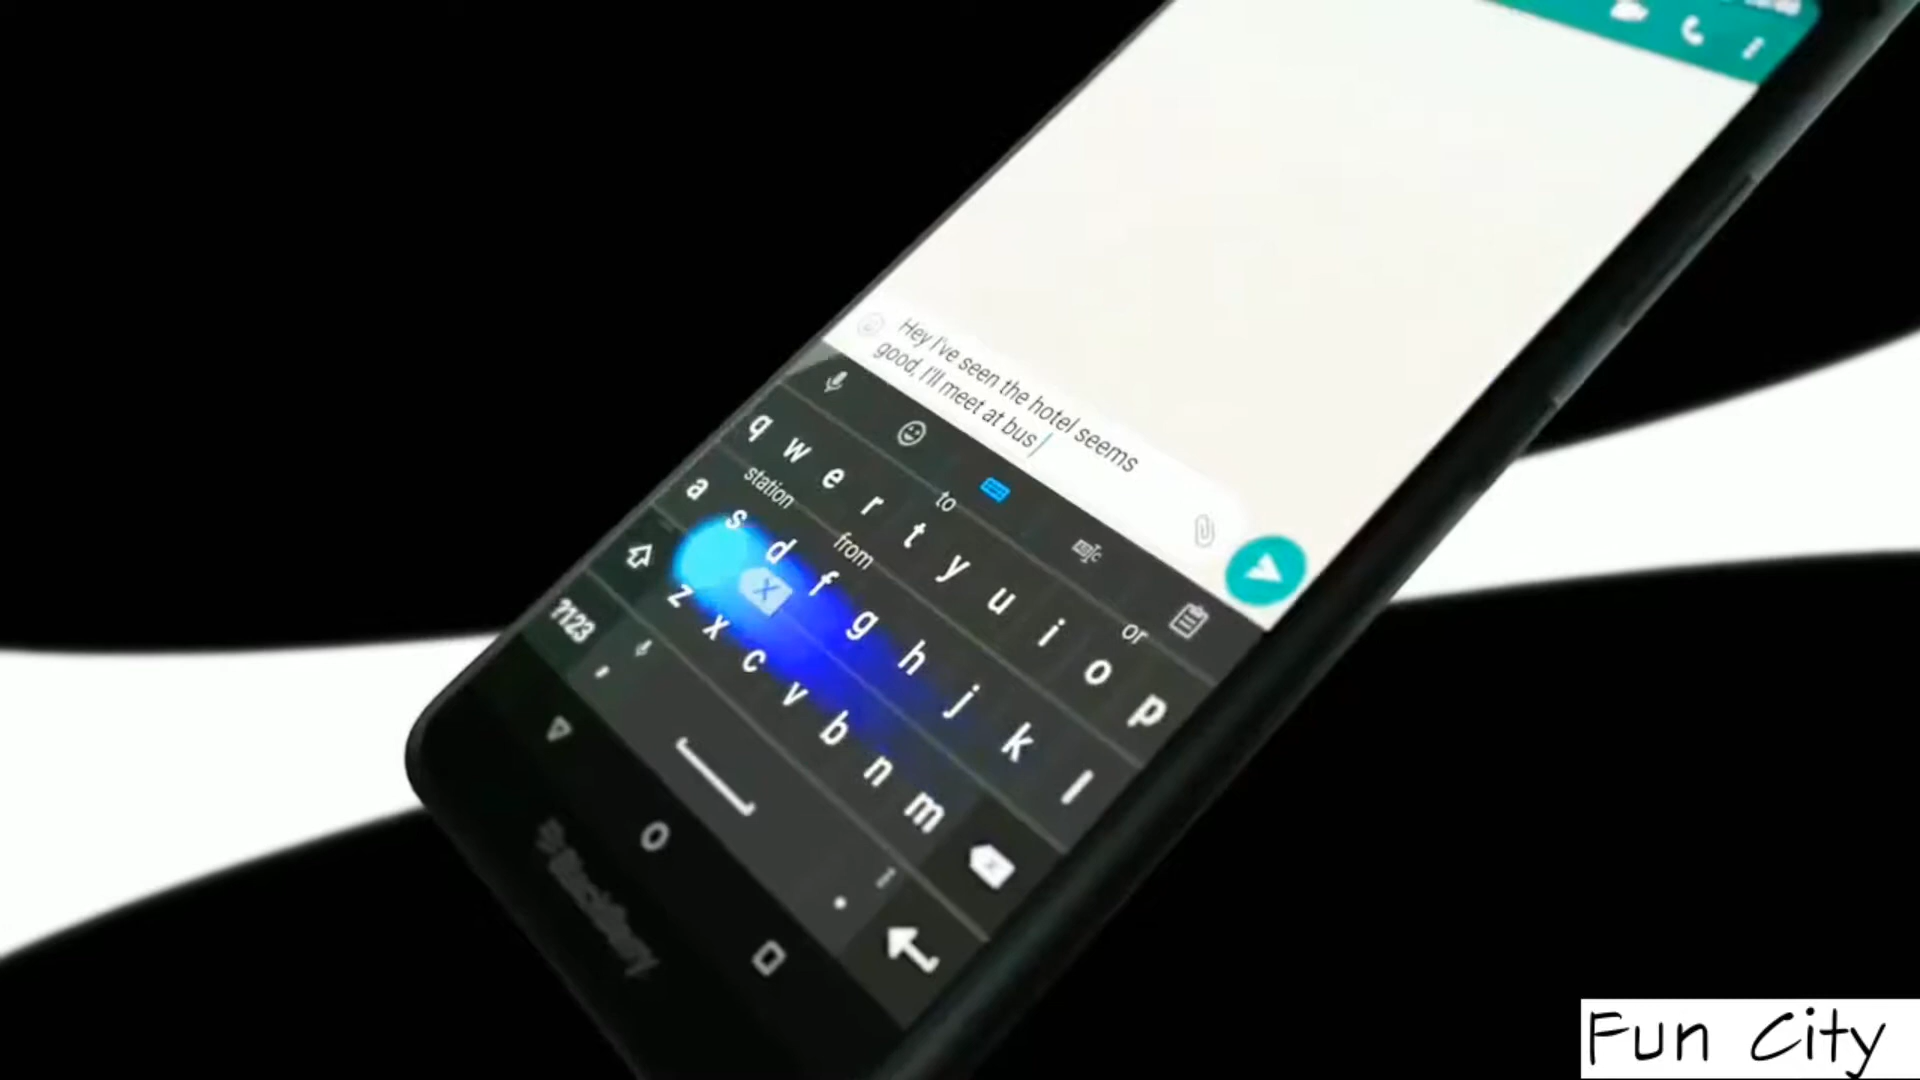 Hey I've seen the hotel seems
good, I'll meet at bus
to
or
q w e r t y u i o p
station
from
a s d f g h j k l
z x c v b n m
?123
, .
BlackBerry
Fun City